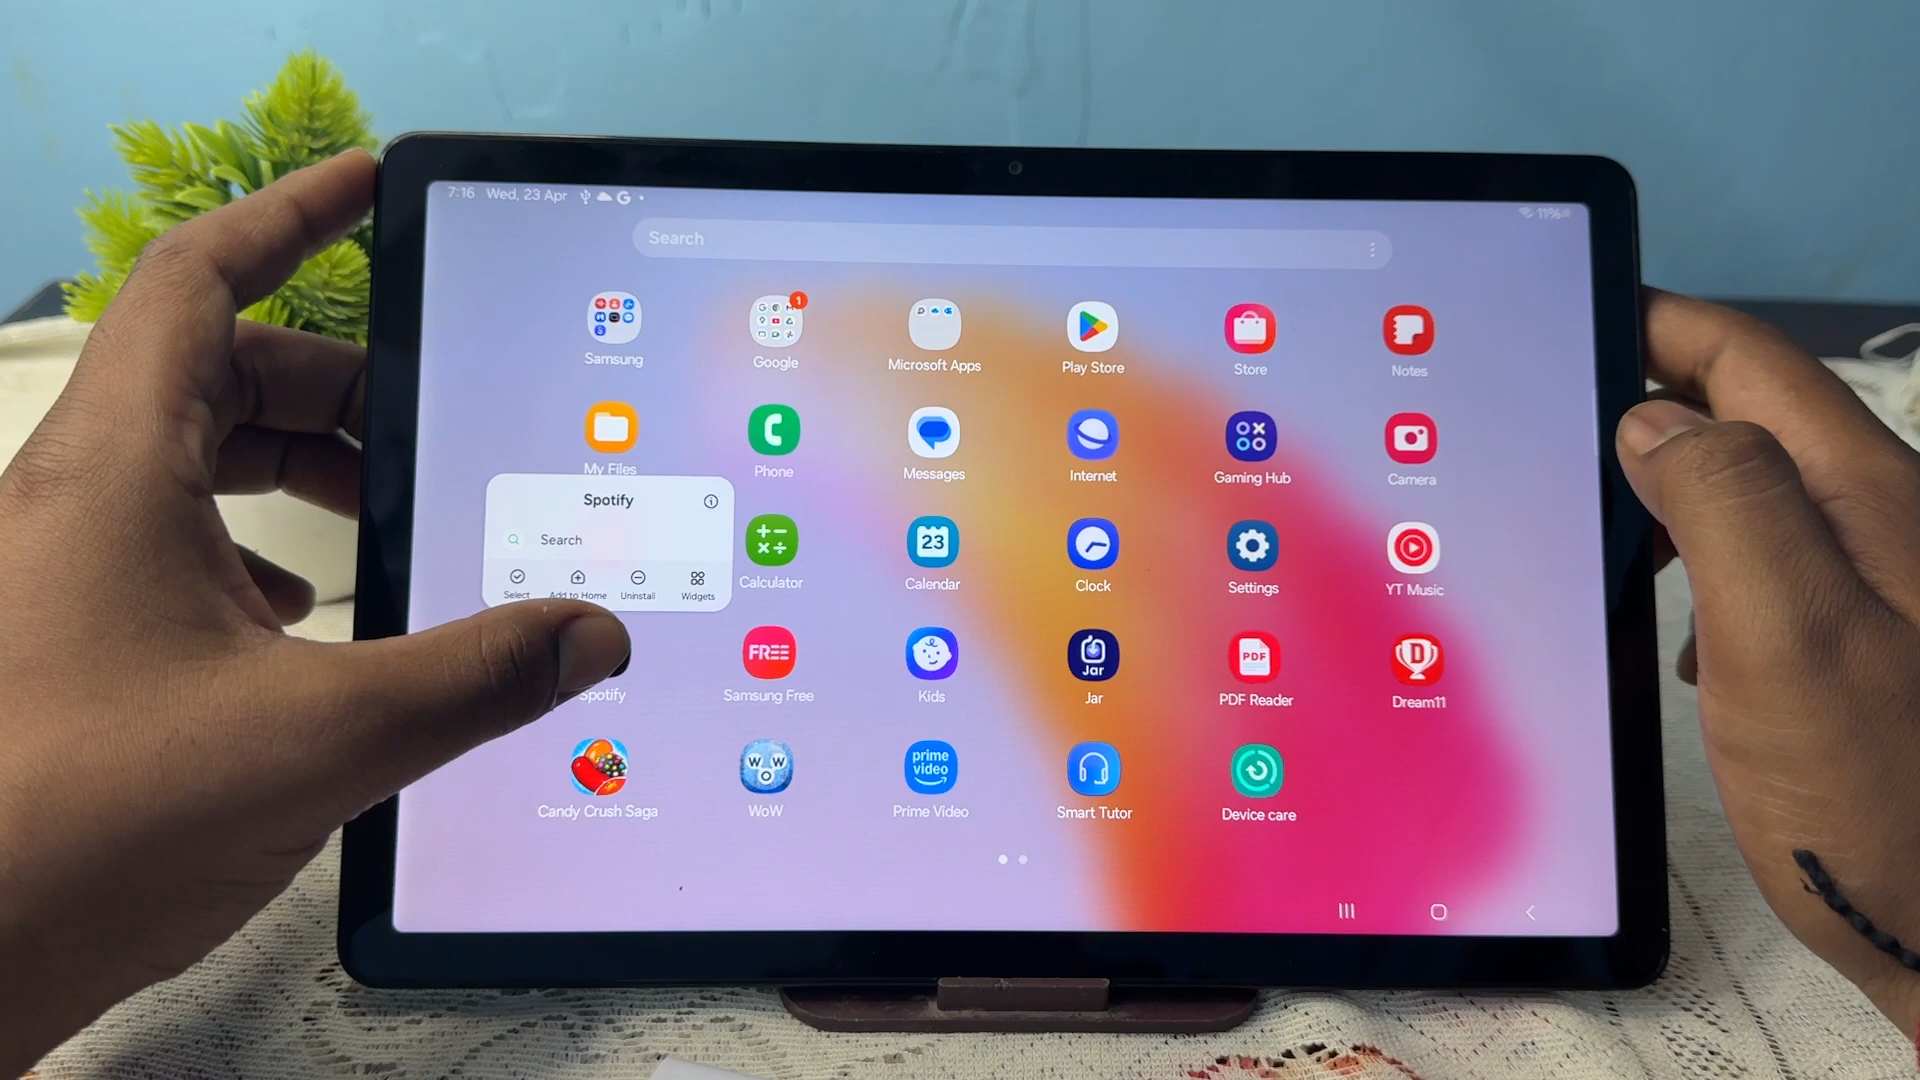 7:16 Wed, 23 Apr
11%
Search
Samsung
Google
1
Microsoft Apps
Play Store
Store
Notes
My Files
Phone
Messages
Internet
Gaming Hub
Camera
Spotify
Search
Select
Add to Home
Uninstall
Widgets
Calculator
23
Calendar
Clock
Settings
YT Music
Spotify
FREE
Samsung Free
Kids
Jar
Jar
PDF
PDF Reader
D
Dream11
Candy Crush Saga
W O W
WoW
prime
video
Prime Video
Smart Tutor
Device care